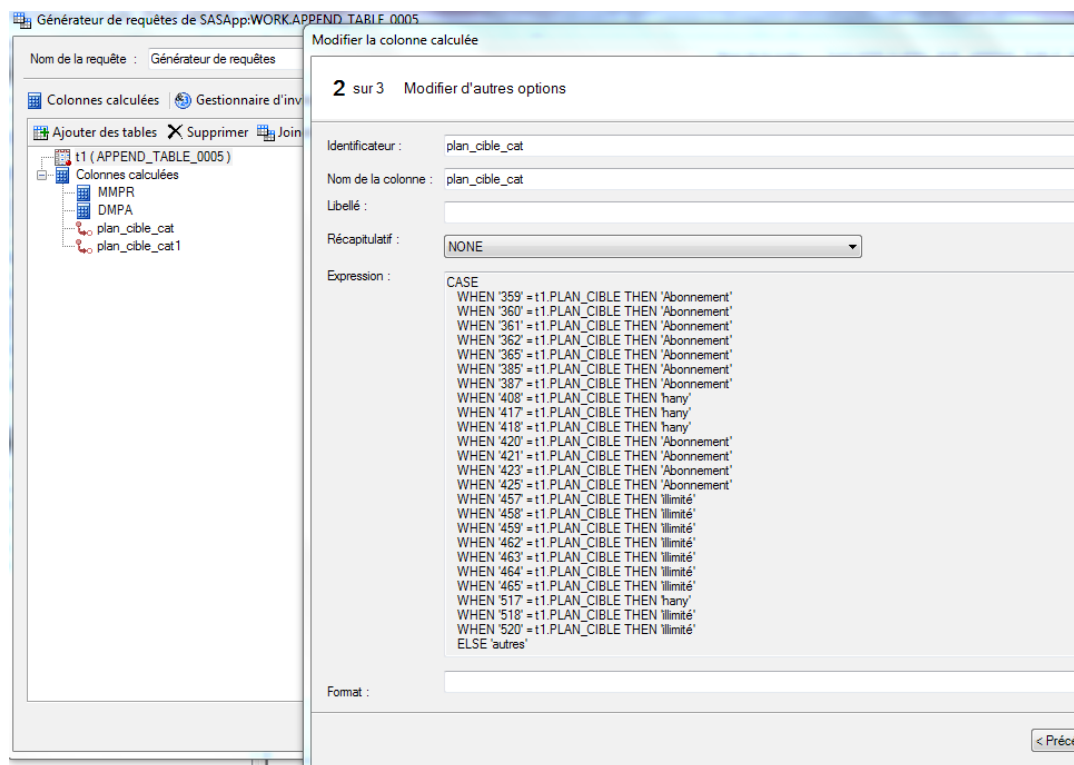 Générateur de requêtes de SASApp:WORK.APPEND_TABLE_0005
Nom de la requête : Générateur de requêtes
Colonnes calculées Gestionnaire d'inv
Ajouter des tables Supprimer Join
t1 ( APPEND_TABLE_0005 )
Colonnes calculées
MMPR
DMPA
plan_cible_cat
plan_cible_cat1
Modifier la colonne calculée
2 sur 3 Modifier d'autres options
Identificateur : plan_cible_cat
Nom de la colonne : plan_cible_cat
Libellé :
Récapitulatif : NONE
Expression :
CASE
WHEN '359' = t1.PLAN_CIBLE THEN 'Abonnement'
WHEN '360' = t1.PLAN_CIBLE THEN 'Abonnement'
WHEN '361' = t1.PLAN_CIBLE THEN 'Abonnement'
WHEN '362' = t1.PLAN_CIBLE THEN 'Abonnement'
WHEN '365' = t1.PLAN_CIBLE THEN 'Abonnement'
WHEN '385' = t1.PLAN_CIBLE THEN 'Abonnement'
WHEN '387' = t1.PLAN_CIBLE THEN 'Abonnement'
WHEN '408' = t1.PLAN_CIBLE THEN 'hany'
WHEN '417' = t1.PLAN_CIBLE THEN 'hany'
WHEN '418' = t1.PLAN_CIBLE THEN 'hany'
WHEN '420' = t1.PLAN_CIBLE THEN 'Abonnement'
WHEN '421' = t1.PLAN_CIBLE THEN 'Abonnement'
WHEN '423' = t1.PLAN_CIBLE THEN 'Abonnement'
WHEN '425' = t1.PLAN_CIBLE THEN 'Abonnement'
WHEN '457' = t1.PLAN_CIBLE THEN 'illimité'
WHEN '458' = t1.PLAN_CIBLE THEN 'illimité'
WHEN '459' = t1.PLAN_CIBLE THEN 'illimité'
WHEN '462' = t1.PLAN_CIBLE THEN 'illimité'
WHEN '463' = t1.PLAN_CIBLE THEN 'illimité'
WHEN '464' = t1.PLAN_CIBLE THEN 'illimité'
WHEN '465' = t1.PLAN_CIBLE THEN 'illimité'
WHEN '517' = t1.PLAN_CIBLE THEN 'hany'
WHEN '518' = t1.PLAN_CIBLE THEN 'illimité'
WHEN '520' = t1.PLAN_CIBLE THEN 'illimité'
ELSE 'autres'
Format :
< Précé